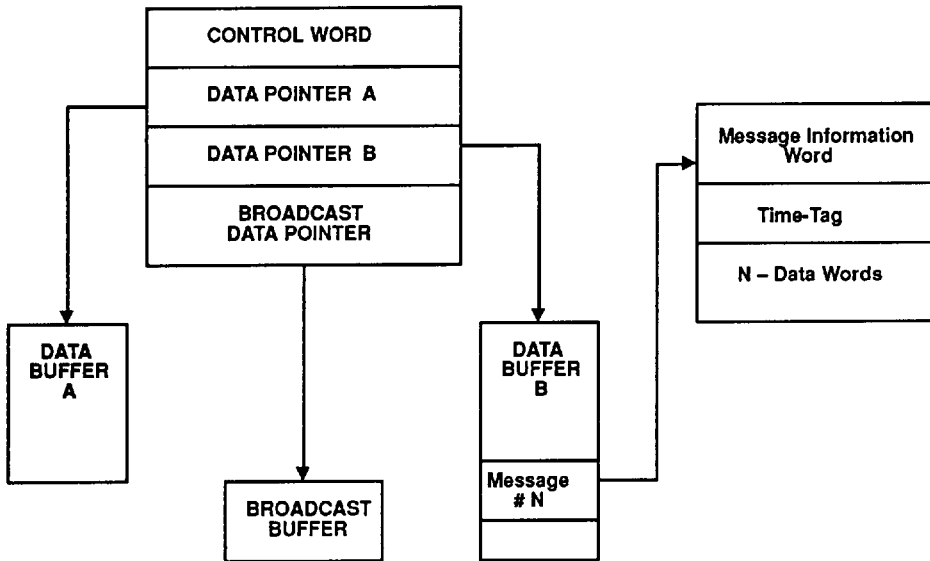 CONTROL WORD
DATA POINTER A
DATA POINTER B
BROADCAST
DATA POINTER
Message Information
Word
Time-Tag
N – Data Words
DATA
BUFFER
A
DATA
BUFFER
B
Message
# N
BROADCAST
BUFFER